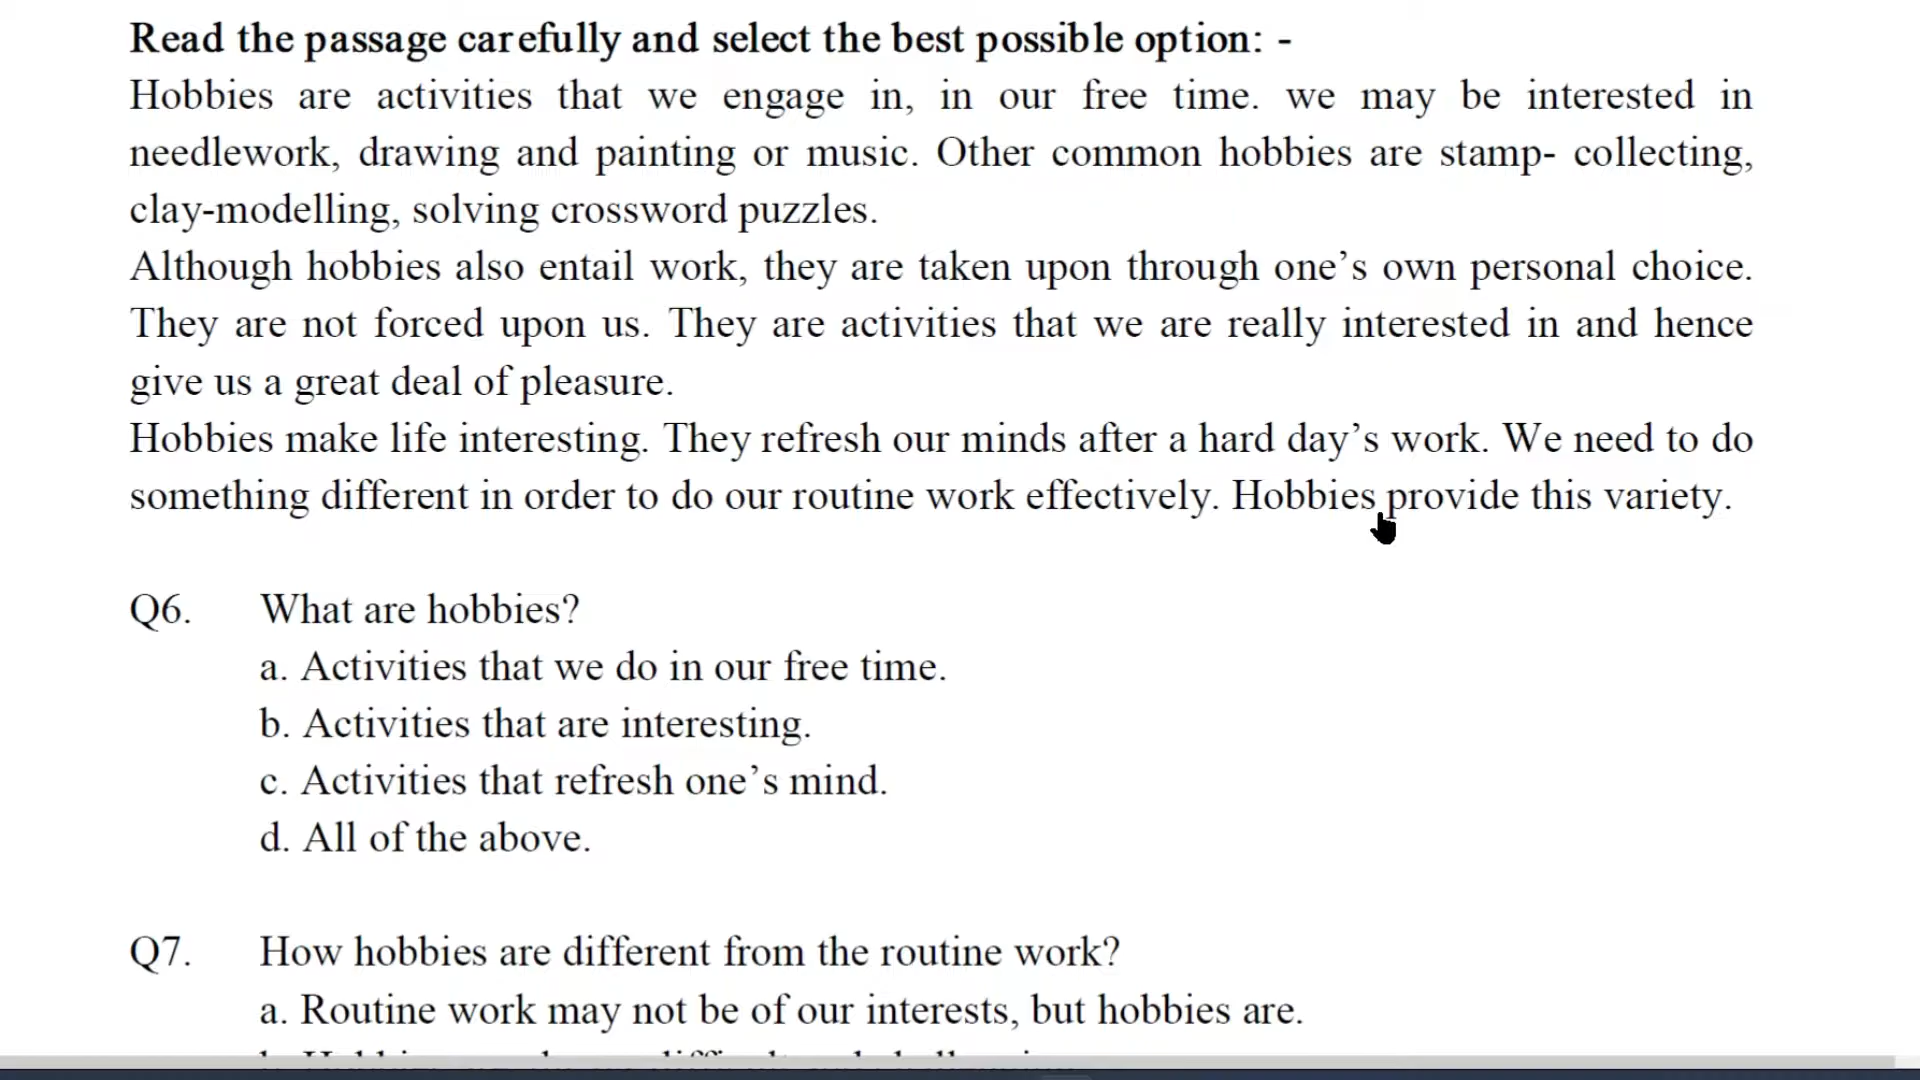 Read the passage carefully and select the best possible option: -
Hobbies are activities that we engage in, in our free time. we may be interested in
needlework, drawing and painting or music. Other common hobbies are stamp- collecting,
clay-modelling, solving crossword puzzles.
Although hobbies also entail work, they are taken upon through one’s own personal choice.
They are not forced upon us. They are activities that we are really interested in and hence
give us a great deal of pleasure.
Hobbies make life interesting. They refresh our minds after a hard day’s work. We need to do
something different in order to do our routine work effectively. Hobbies provide this variety.
Q6. What are hobbies?
a. Activities that we do in our free time.
b. Activities that are interesting.
c. Activities that refresh one’s mind.
d. All of the above.
Q7. How hobbies are different from the routine work?
a. Routine work may not be of our interests, but hobbies are.